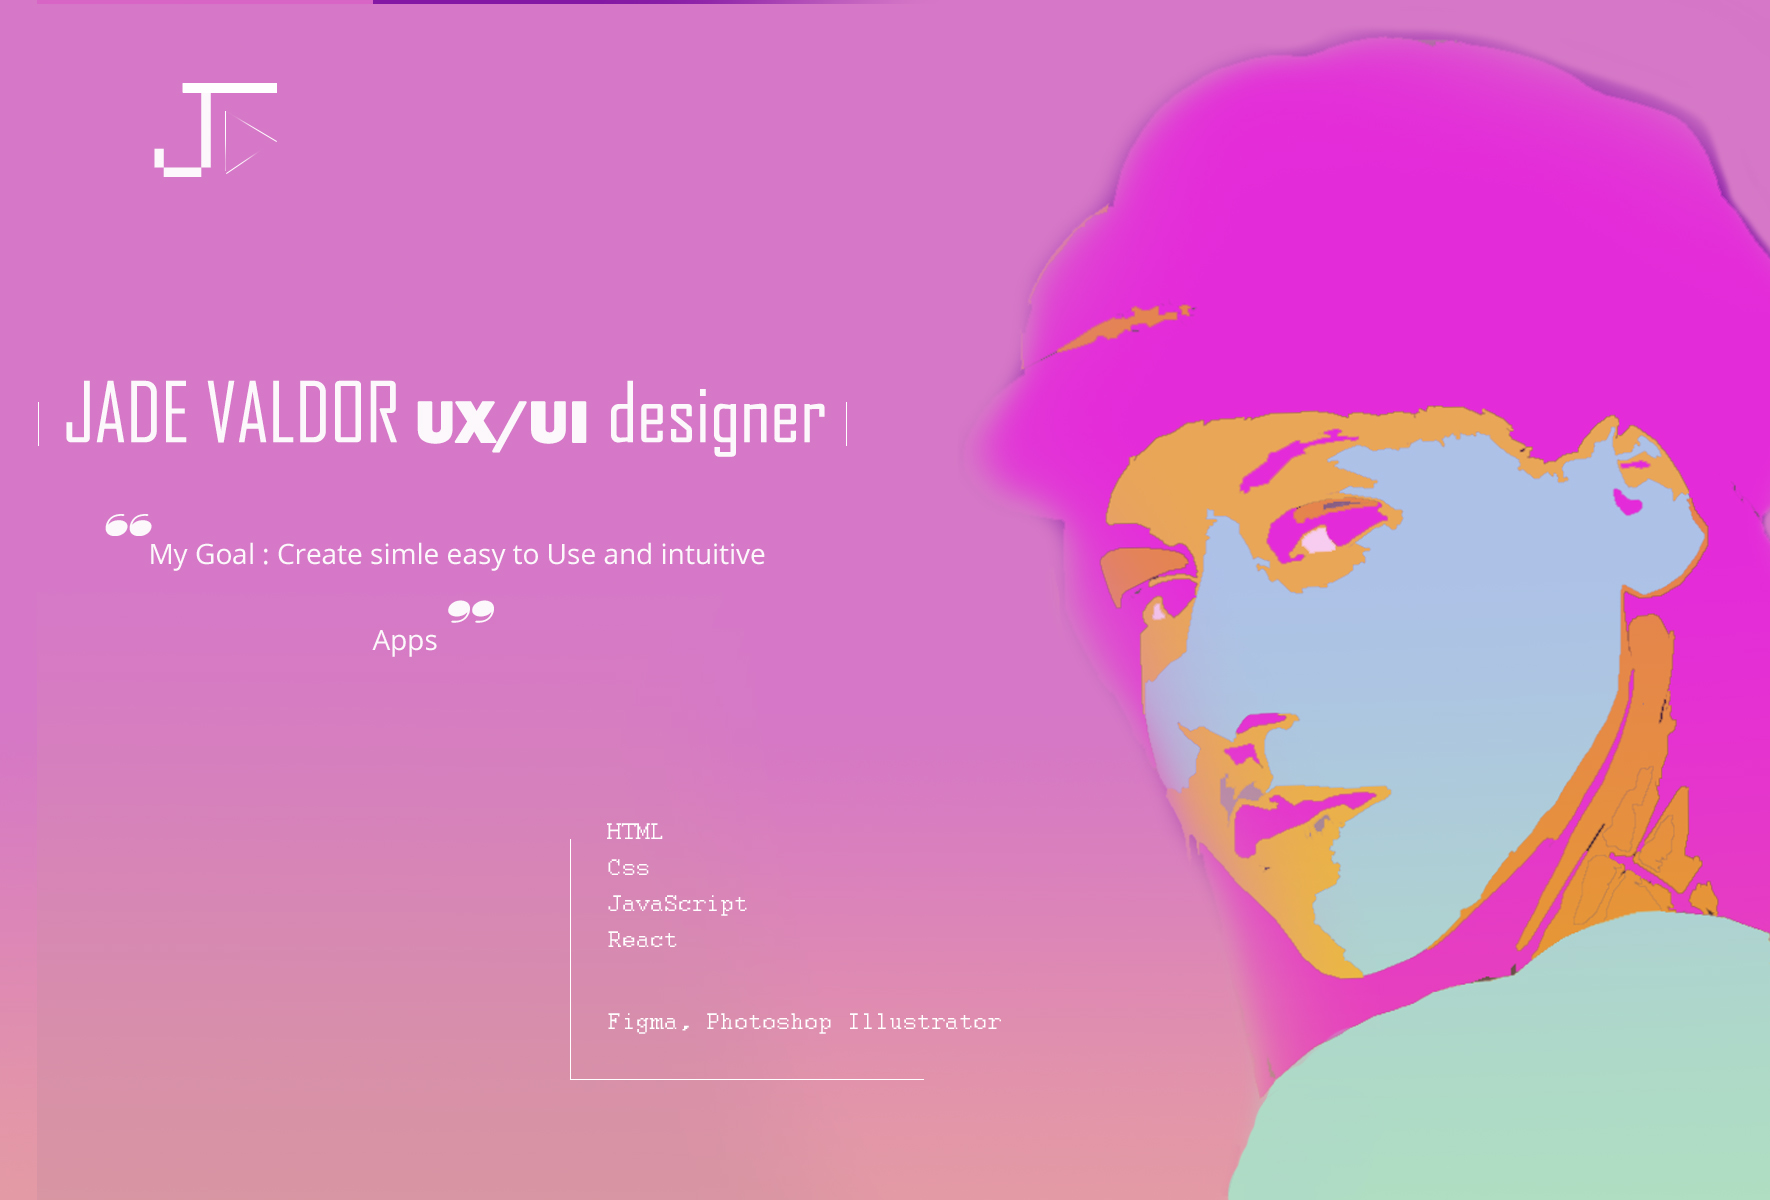 J
JADE VALDOR UX/UI designer
“My Goal : Create simle easy to Use and intuitive
Apps”
HTML
Css
JavaScript
React
Figma, Photoshop Illustrator